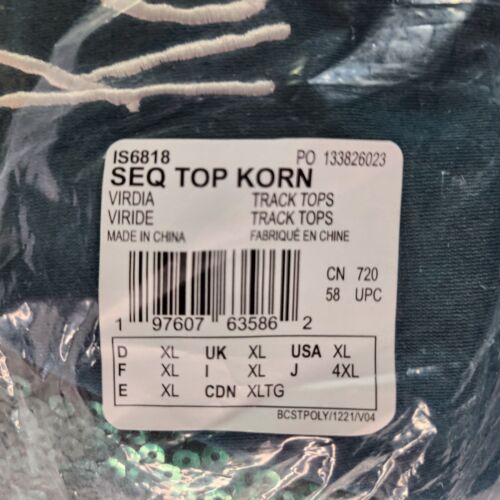 IS6818 PO 133826023
SEQ TOP KORN
VIRDIA TRACK TOPS
VIRIDE TRACK TOPS
MADE IN CHINA FABRIQUÉ EN CHINE
CN 720
58 UPC
1 97607 63586 2
D XL UK XL USA XL
F XL I XL J 4XL
E XL CDN XLTG
BCSTPOLY/1221/V04